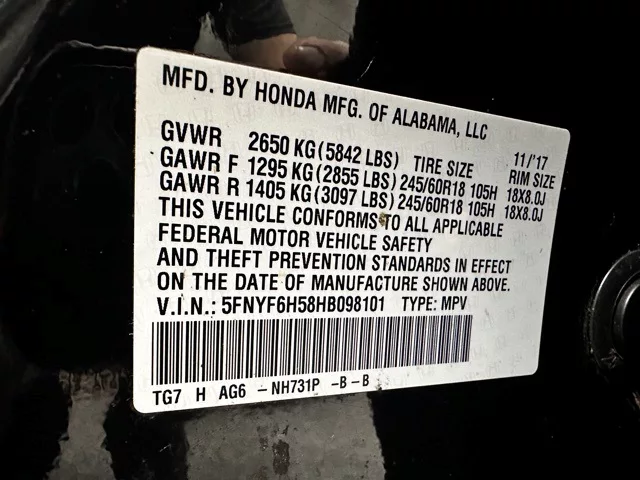 MFD. BY HONDA MFG. OF ALABAMA, LLC
GVWR 2650 KG (5842 LBS) TIRE SIZE 11/'17 RIM SIZE
GAWR F 1295 KG (2855 LBS) 245/60R18 105H 18X8.0J
GAWR R 1405 KG (3097 LBS) 245/60R18 105H 18X8.0J
THIS VEHICLE CONFORMS TO ALL APPLICABLE
FEDERAL MOTOR VEHICLE SAFETY
AND THEFT PREVENTION STANDARDS IN EFFECT
ON THE DATE OF MANUFACTURE SHOWN ABOVE.
V.I.N.: 5FNYF6H58HB098101 TYPE: MPV
TG7 H AG6 -NH731P -B -B